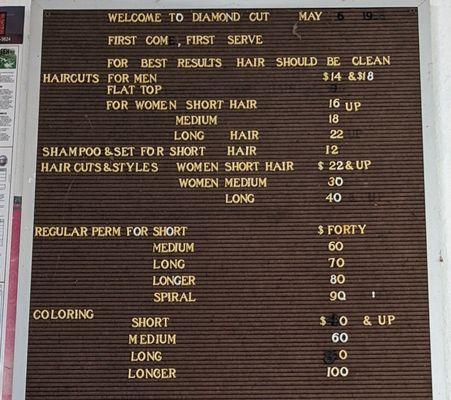 WELCOME TO DIAMOND CUT MAY 6
FIRST COME, FIRST SERVE
FOR BEST RESULTS HAIR SHOULD BE CLEAN
HAIRCUTS FOR MEN $14 & $18
FLAT TOP
FOR WOMEN SHORT HAIR 16 UP
MEDIUM 18
LONG HAIR 22
SHAMPOO & SET FOR SHORT HAIR 12
HAIR CUTS & STYLES WOMEN SHORT HAIR $ 22 & UP
WOMEN MEDIUM 30
LONG 40
REGULAR PERM FOR SHORT $ FORTY
MEDIUM 60
LONG 70
LONGER 80
SPIRAL 90
COLORING
SHORT & UP
MEDIUM 60
LONG
LONGER 100